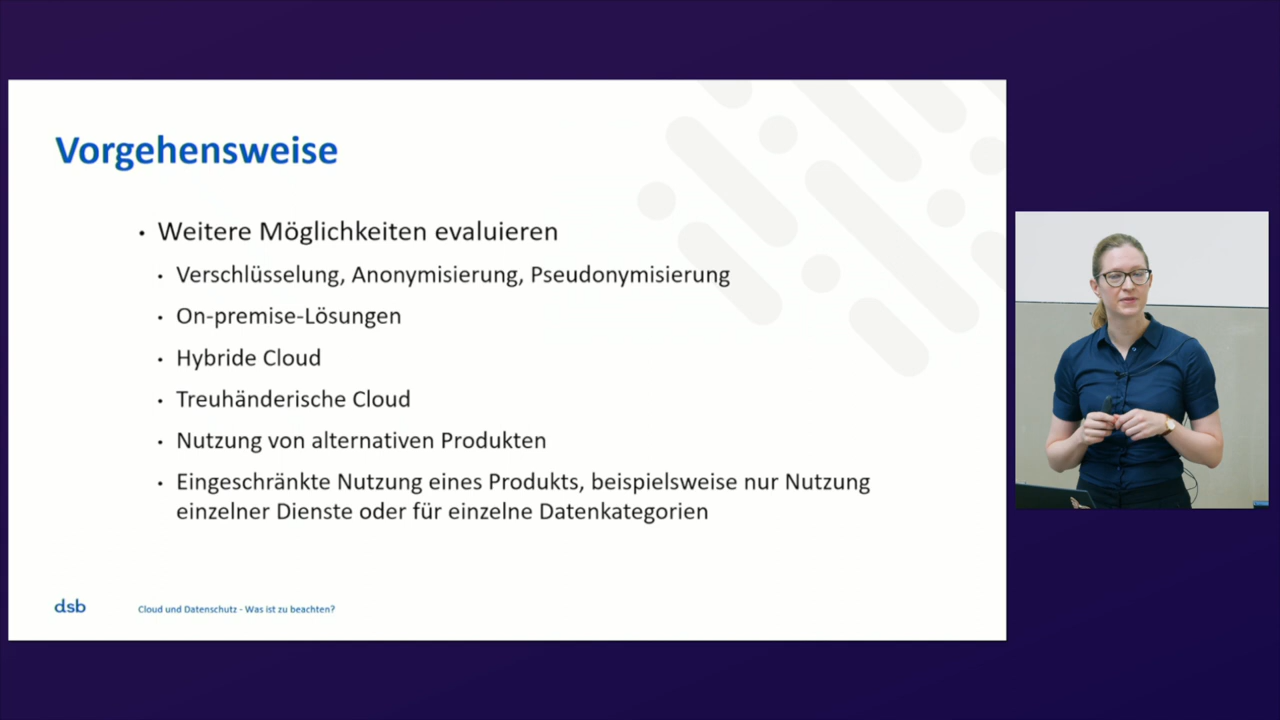 Vorgehensweise
• Weitere Möglichkeiten evaluieren
• Verschlüsselung, Anonymisierung, Pseudonymisierung
• On-premise-Lösungen
• Hybride Cloud
• Treuhänderische Cloud
• Nutzung von alternativen Produkten
• Eingeschränkte Nutzung eines Produkts, beispielsweise nur Nutzung
einzelner Dienste oder für einzelne Datenkategorien
dsb
Cloud und Datenschutz - Was ist zu beachten?